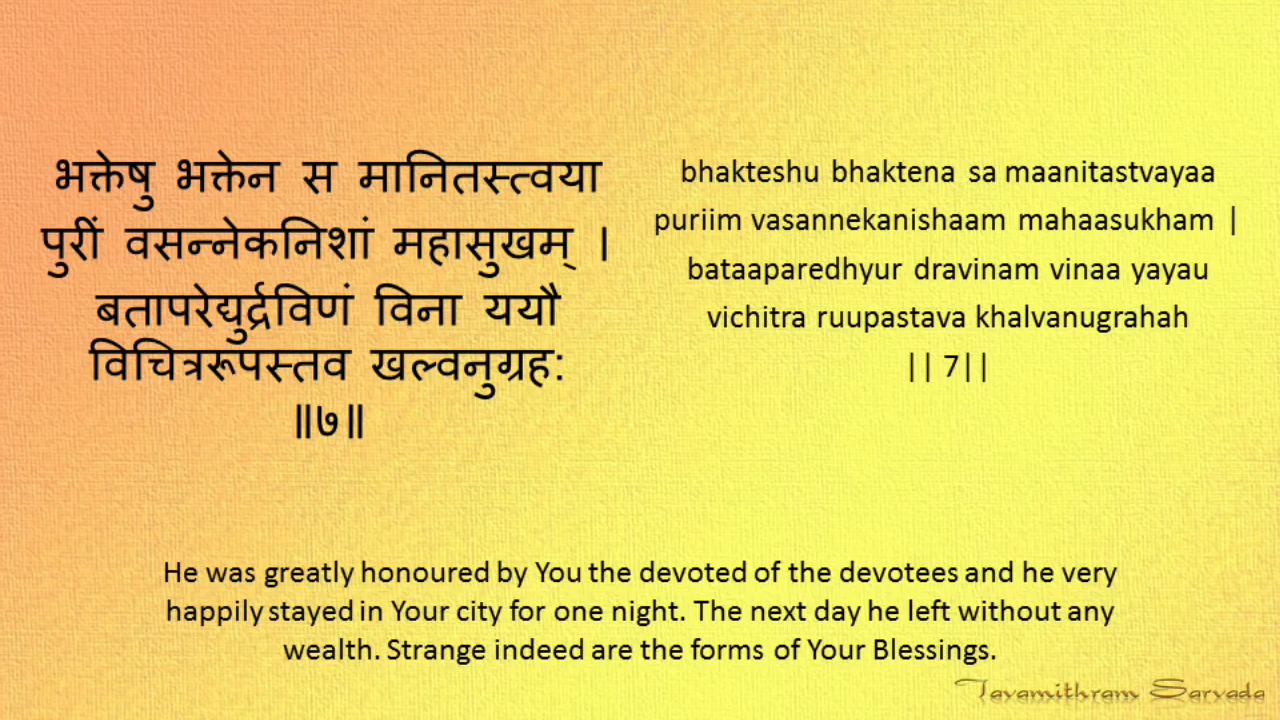 भक्तेषु भक्तेन स मानितस्त्वया
पुरीं वसन्नेकनिशां महासुखम् ।
बतापरेद्युर्द्रविणं विना ययौ
विचित्ररूपस्तव खल्वनुग्रह:
॥७॥
bhakteshu bhaktena sa maanitastvayaa
puriim vasannekanishaam mahaasukham |
bataaparedhyur dravinam vinaa yayau
vichitra ruupastava khalvanugrahah
|| 7||
He was greatly honoured by You the devoted of the devotees and he very
happily stayed in Your city for one night. The next day he left without any
wealth. Strange indeed are the forms of Your Blessings.
Tavamithram Sarvada